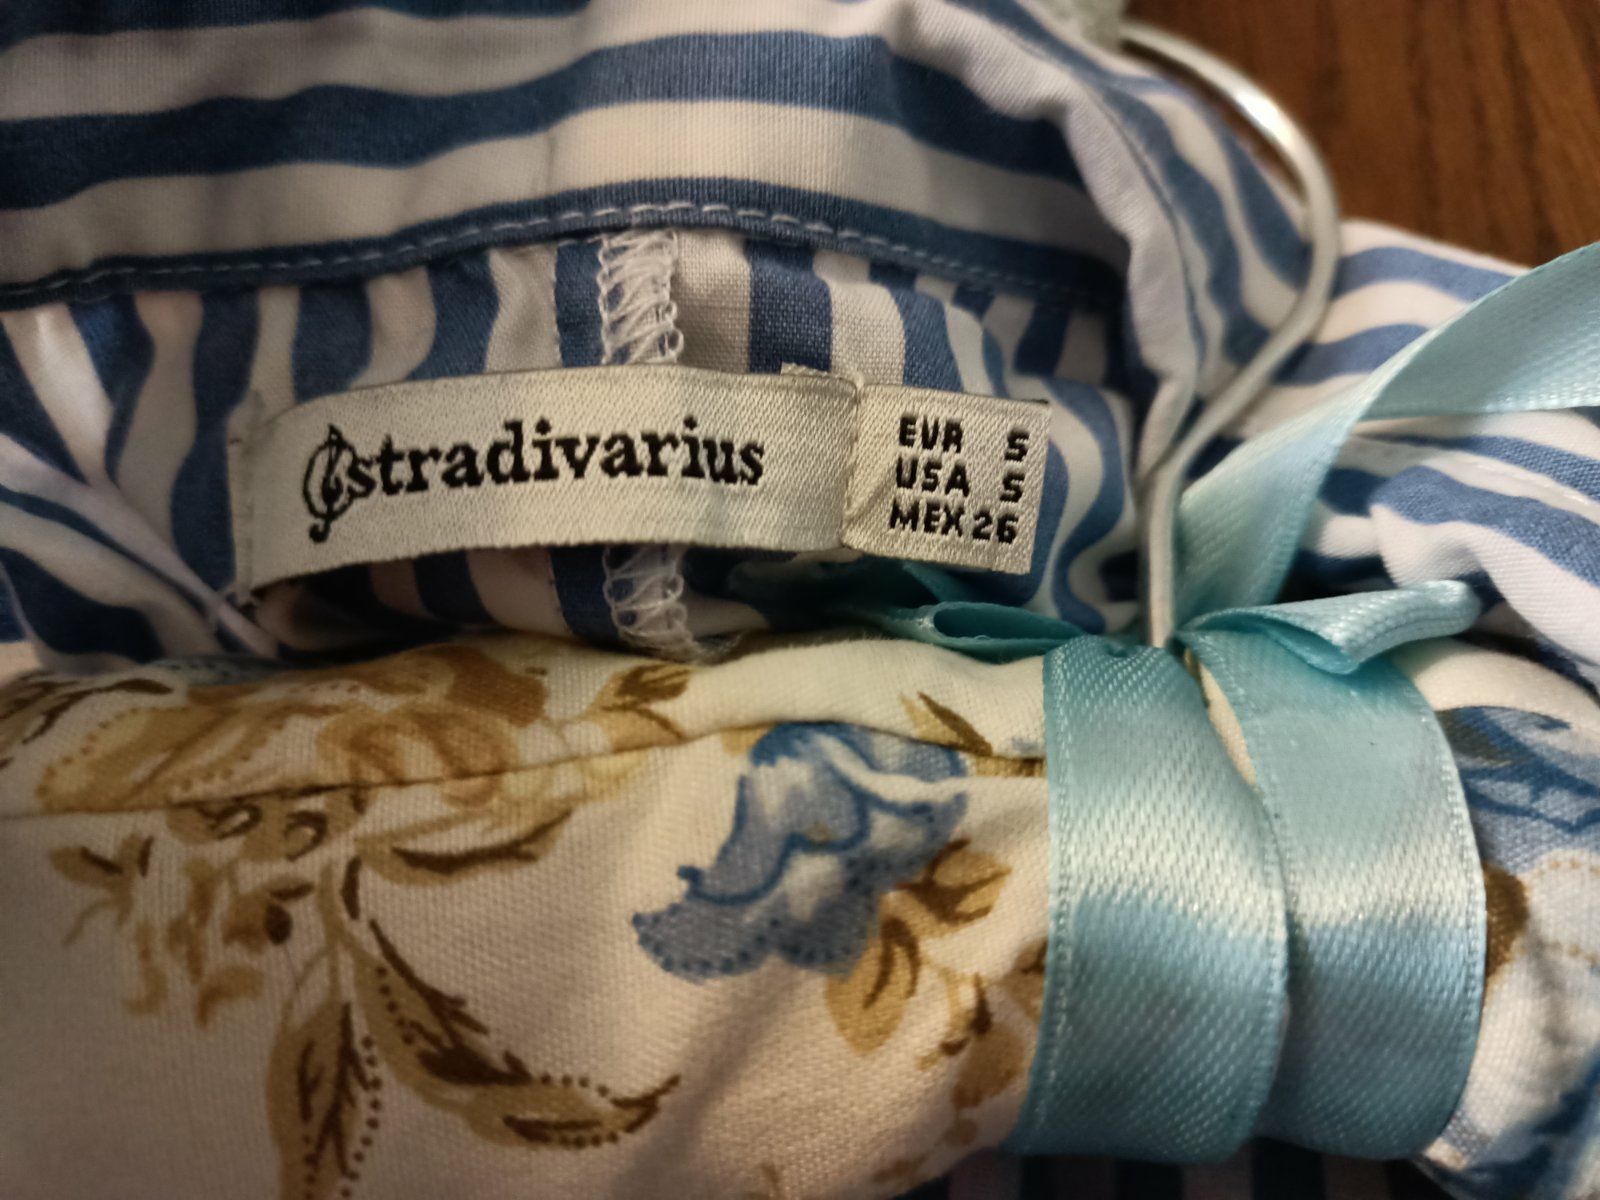 stradivarius
EUR S
USA S
MEX 26